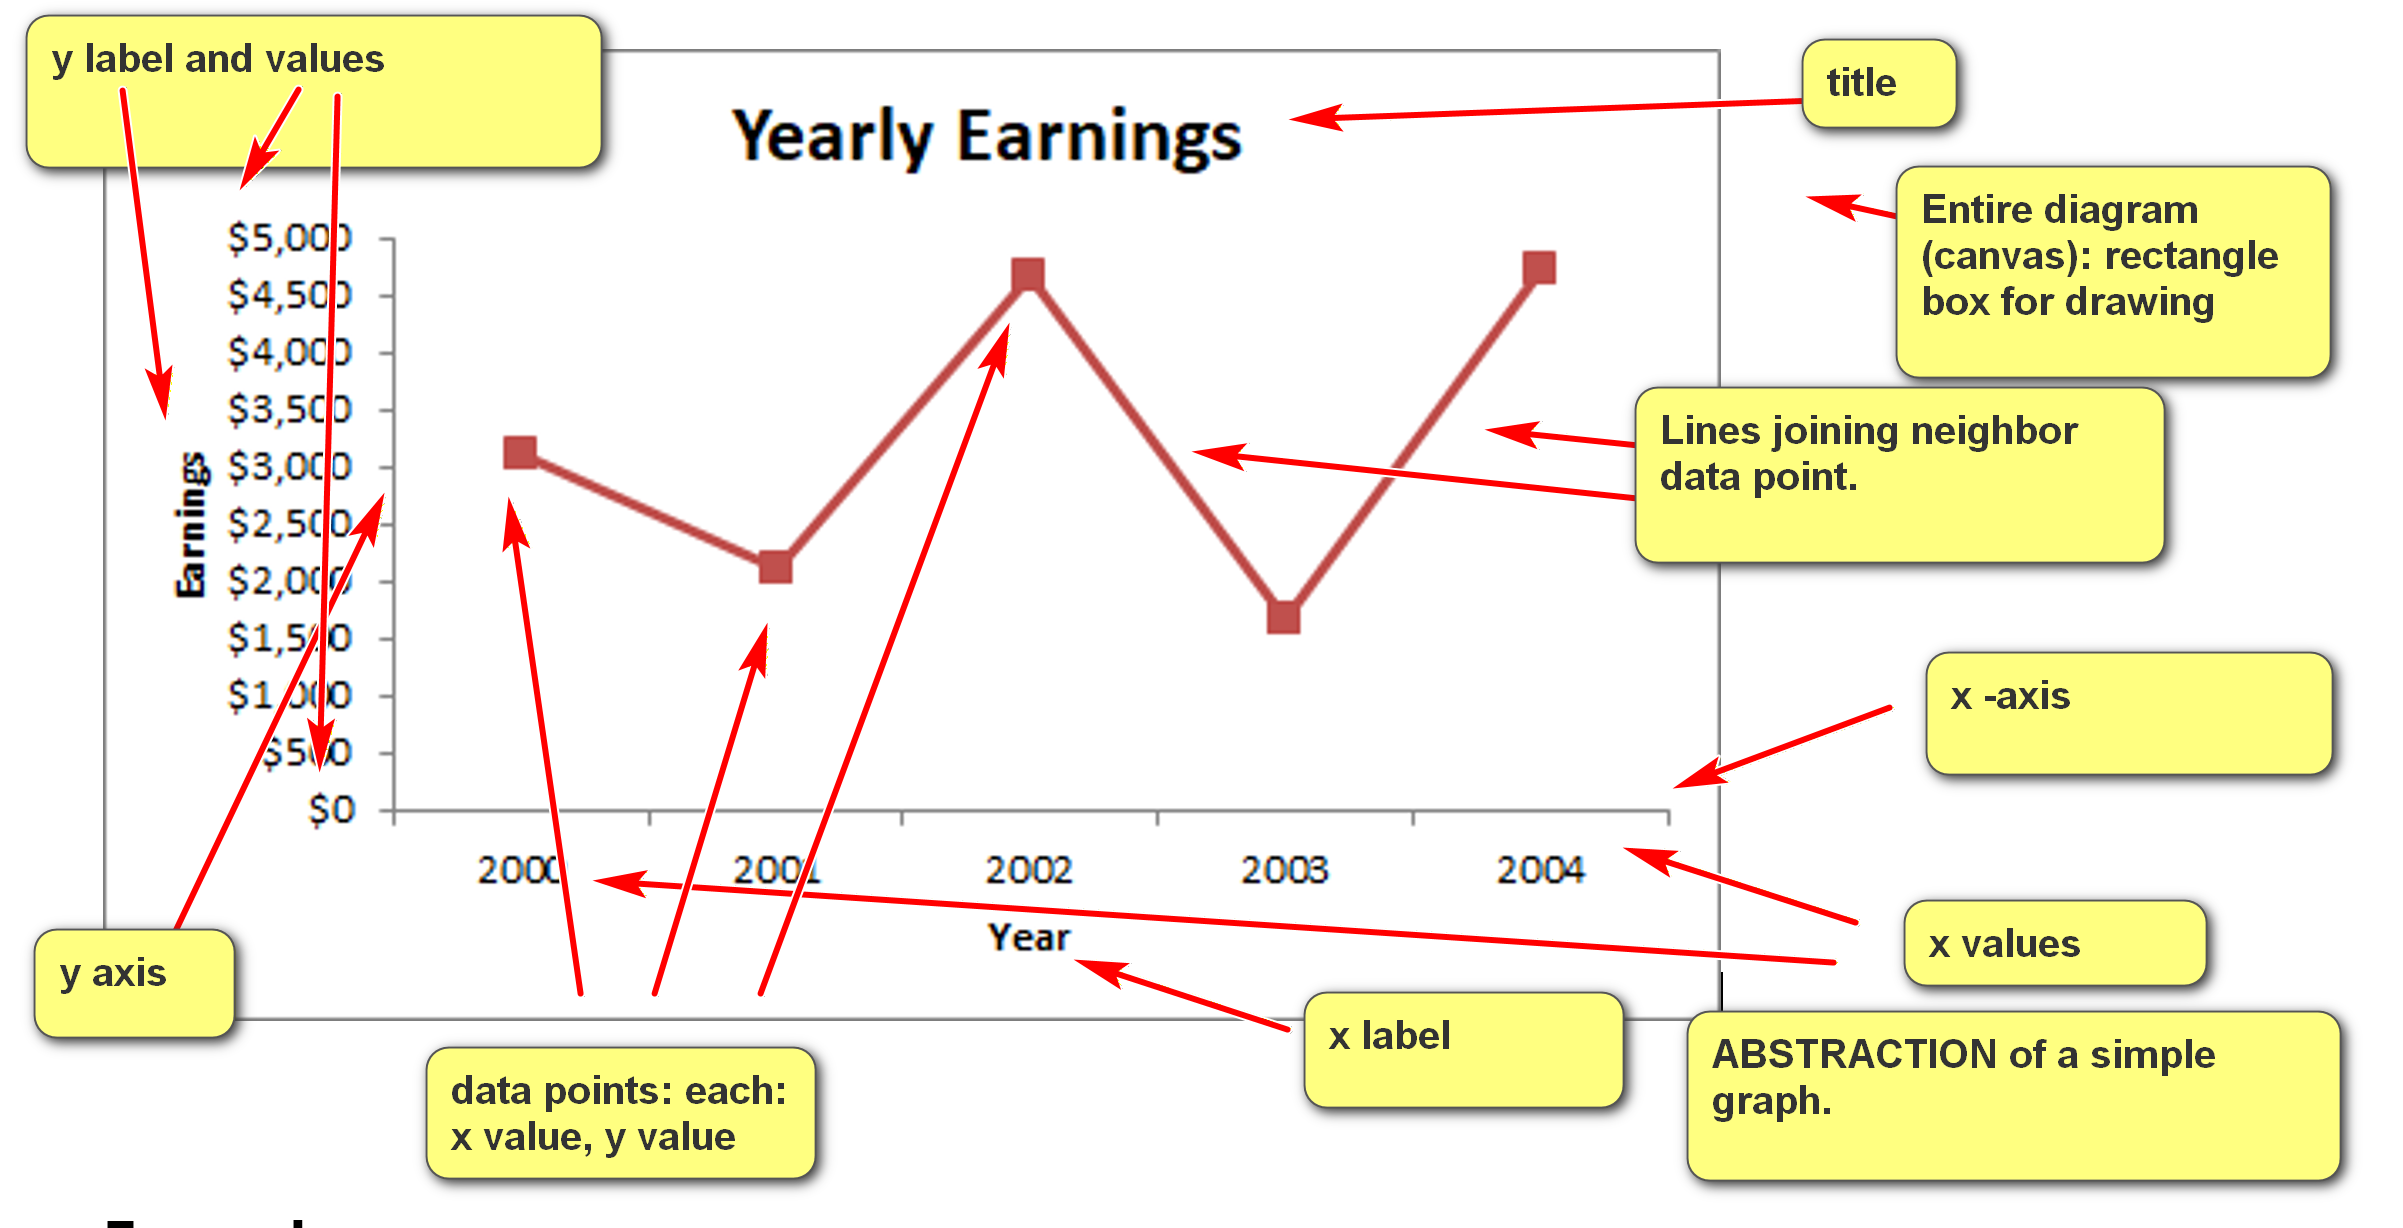 y label and values
title
Yearly Earnings
Entire diagram
(canvas): rectangle
box for drawing
$5,000
$4,500
$4,000
$3,500
$3,000
$2,500
$2,000
$1,500
$1,000
$500
$0
Earnings
Lines joining neighbor
data point.
x -axis
2000 2001 2002 2003 2004
Year
x values
y axis
x label
data points: each:
x value, y value
ABSTRACTION of a simple
graph.